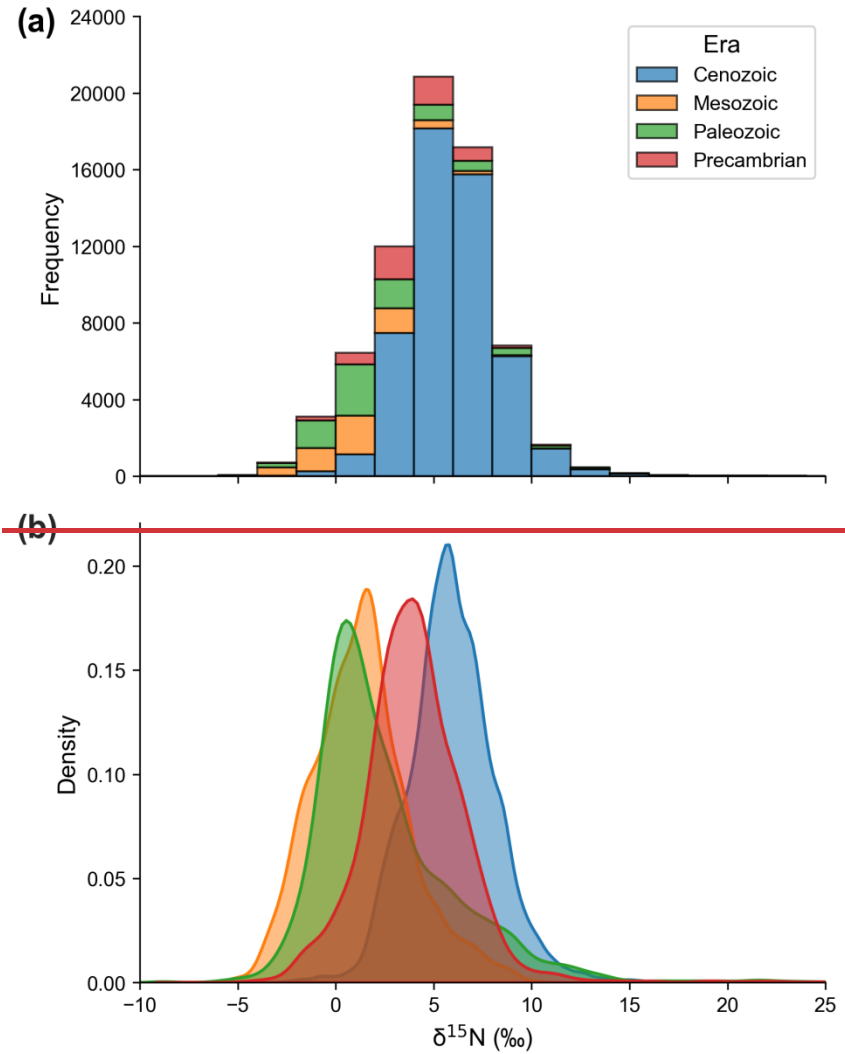 (a)
24000
20000
16000
12000
8000
4000
0
Frequency
Era
Cenozoic
Mesozoic
Paleozoic
Precambrian
(b)
0.20
0.15
0.10
0.05
0.00
Density
−10 −5 0 5 10 15 20 25
δ¹⁵N (‰)